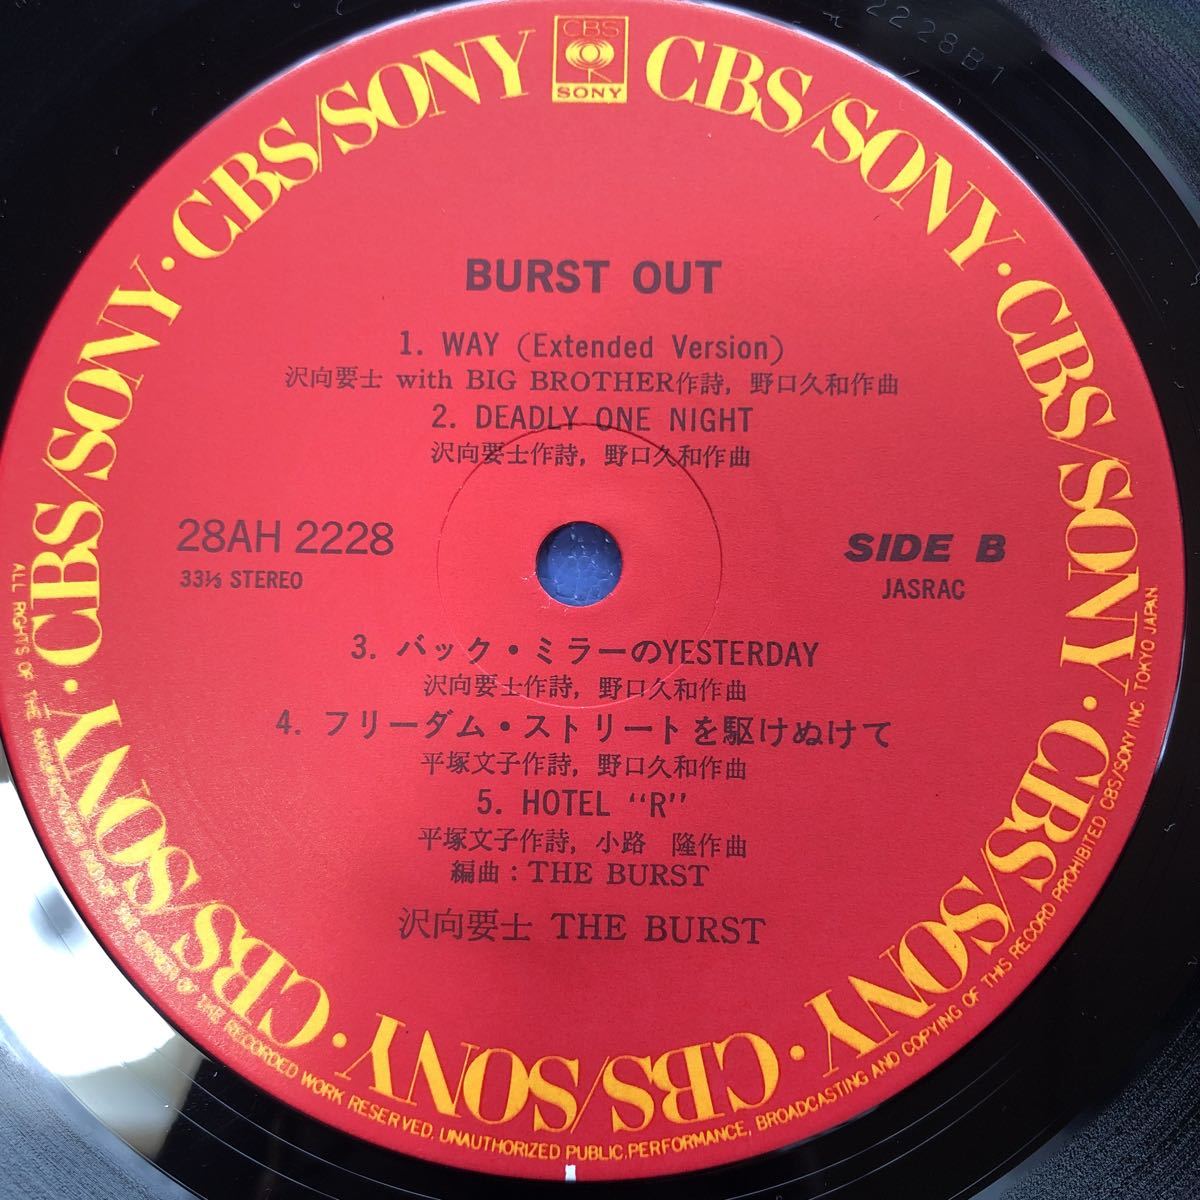 CBS
SONY
CBS/SONY · CBS/SONY · CBS/SONY · CBS/SONY · CBS/SONY · CBS/SONY · CBS/SONY · CBS/SONY · CBS/SONY
2228B1
BURST OUT
1. WAY (Extended Version)
沢向要士 with BIG BROTHER作詩, 野口久和作曲
2. DEADLY ONE NIGHT
沢向要士作詩, 野口久和作曲
28AH 2228
33⅓ STEREO
SIDE B
JASRAC
3. バック・ミラーのYESTERDAY
沢向要士作詩, 野口久和作曲
4. フリーダム・ストリートを駆けぬけて
平塚文子作詩, 野口久和作曲
5. HOTEL “R”
平塚文子作詩, 小路 隆作曲
編曲：THE BURST
沢向要士 THE BURST
ALL RIGHTS OF THE MANUFACTURER AND OF THE OWNER OF THE RECORDED WORK RESERVED. UNAUTHORIZED PUBLIC PERFORMANCE, BROADCASTING AND COPYING OF THIS RECORD PROHIBITED CBS/SONY INC. TOKYO JAPAN